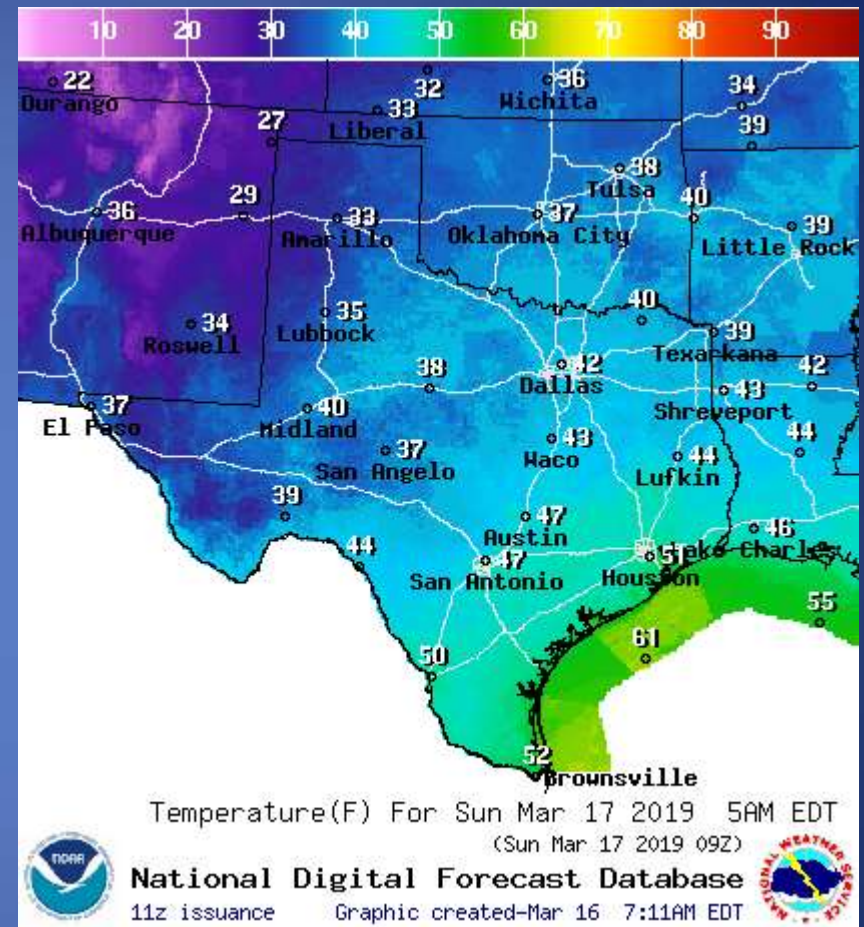 10 20 30 40 50 60 70 80 90
22
Durango
32
36
Wichita
33
Liberal
34
27
39
38
Tulsa
29
36
Albuquerque
33
Amarillo
37
Oklahoma City
40
39
Little Rock
34
Roswell
35
Lubbock
40
39
Texarkana
38
42
Dallas
43
Shreveport
42
37
El Paso
40
Midland
37
San Angelo
43
Waco
44
Lufkin
44
39
47
Austin
46
Lake Charles
44
47
San Antonio
51
Houston
55
61
50
52
Brownsville
Temperature(F) For Sun Mar 17 2019 5AM EDT
(Sun Mar 17 2019 09Z)
National Digital Forecast Database
11z issuance Graphic created-Mar 16 7:11AM EDT
NOAA
NATIONAL WEATHER SERVICE